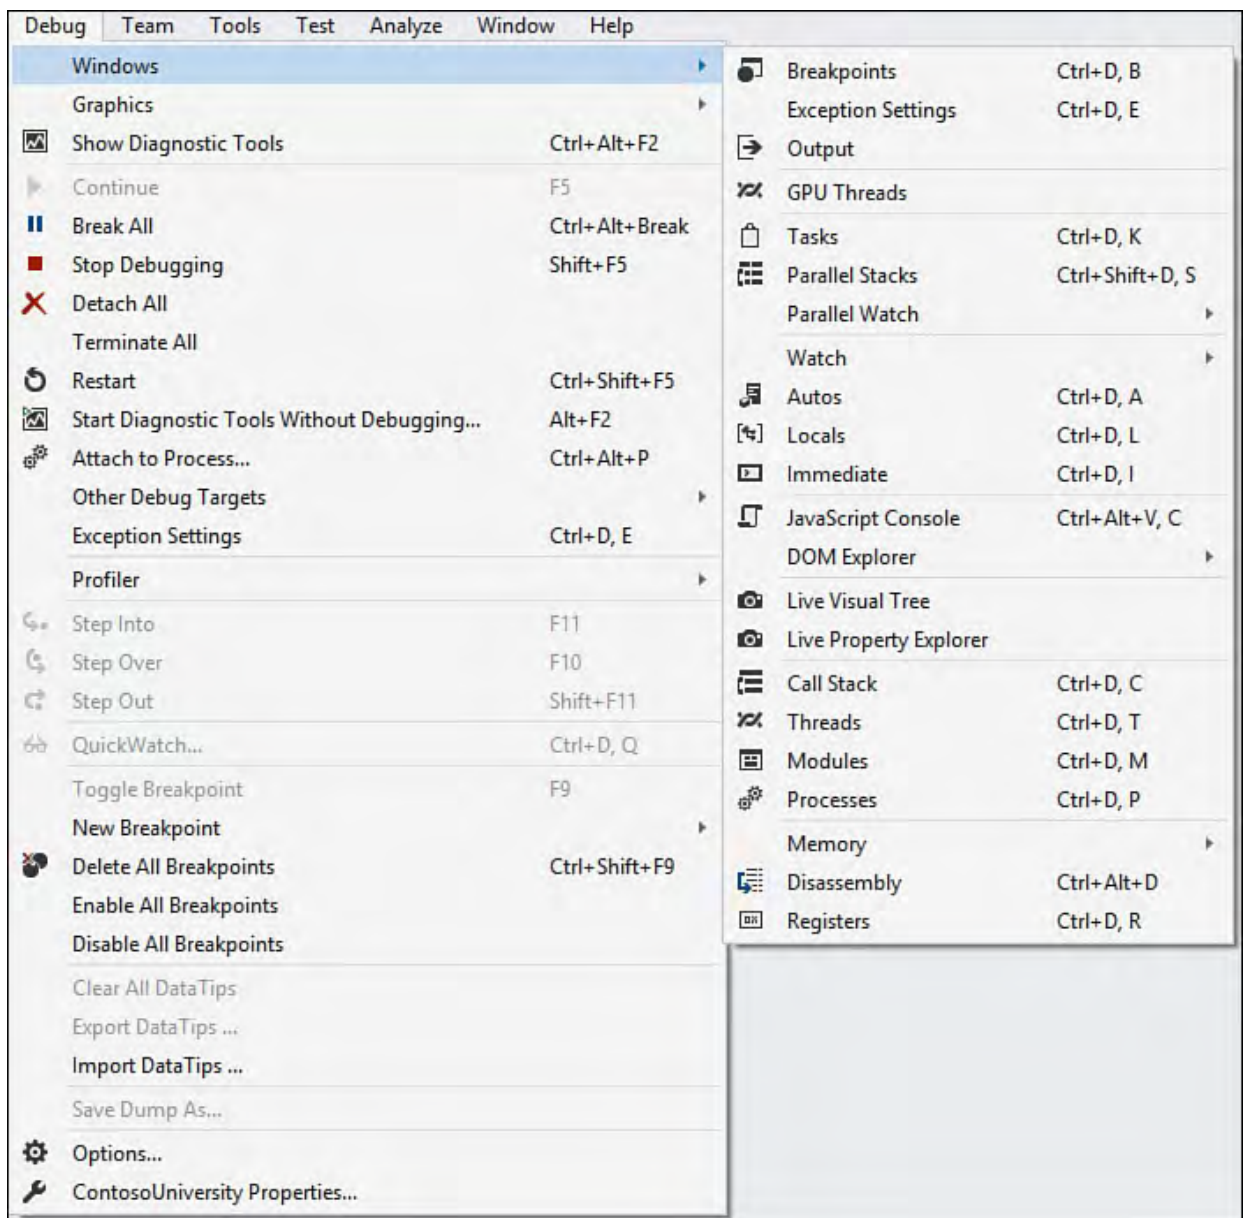 Debug Team Tools Test Analyze Window Help
Windows
Graphics
Show Diagnostic Tools Ctrl+Alt+F2
Continue F5
Break All Ctrl+Alt+Break
Stop Debugging Shift+F5
Detach All
Terminate All
Restart Ctrl+Shift+F5
Start Diagnostic Tools Without Debugging... Alt+F2
Attach to Process... Ctrl+Alt+P
Other Debug Targets
Exception Settings Ctrl+D, E
Profiler
Step Into F11
Step Over F10
Step Out Shift+F11
QuickWatch... Ctrl+D, Q
Toggle Breakpoint F9
New Breakpoint
Delete All Breakpoints Ctrl+Shift+F9
Enable All Breakpoints
Disable All Breakpoints
Clear All DataTips
Export DataTips ...
Import DataTips ...
Save Dump As...
Options...
ContosoUniversity Properties...
Breakpoints Ctrl+D, B
Exception Settings Ctrl+D, E
Output
GPU Threads
Tasks Ctrl+D, K
Parallel Stacks Ctrl+Shift+D, S
Parallel Watch
Watch
Autos Ctrl+D, A
Locals Ctrl+D, L
Immediate Ctrl+D, I
JavaScript Console Ctrl+Alt+V, C
DOM Explorer
Live Visual Tree
Live Property Explorer
Call Stack Ctrl+D, C
Threads Ctrl+D, T
Modules Ctrl+D, M
Processes Ctrl+D, P
Memory
Disassembly Ctrl+Alt+D
Registers Ctrl+D, R